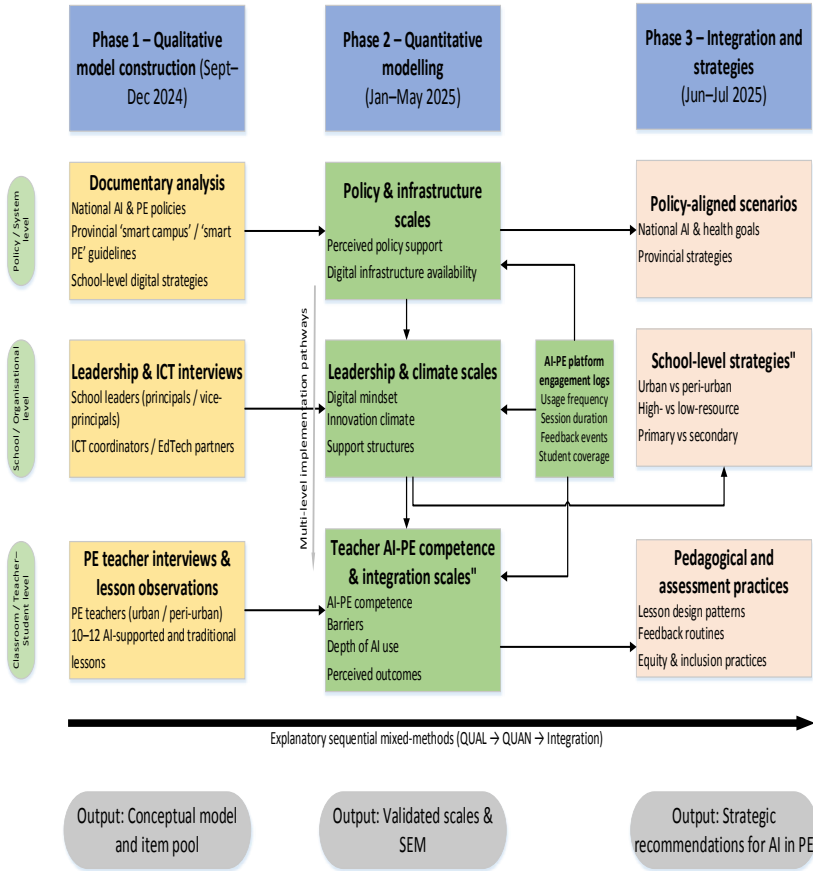 Phase 1 – Qualitative
model construction (Sept–
Dec 2024)
Phase 2 – Quantitative
modelling
(Jan–May 2025)
Phase 3 – Integration and
strategies
(Jun–Jul 2025)
Policy / System
level
Documentary analysis
National AI & PE policies
Provincial ‘smart campus’ / ‘smart
PE’ guidelines
School-level digital strategies
Policy & infrastructure
scales
Perceived policy support
Digital infrastructure availability
Policy-aligned scenarios
National AI & health goals
Provincial strategies
Multi-level implementation pathways
School / Organisational
level
Leadership & ICT interviews
School leaders (principals / vice-
principals)
ICT coordinators / EdTech partners
Leadership & climate scales
Digital mindset
Innovation climate
Support structures
AI-PE platform
engagement logs
Usage frequency
Session duration
Feedback events
Student coverage
School-level strategies"
Urban vs peri-urban
High- vs low-resource
Primary vs secondary
Classroom / Teacher–
Student level
PE teacher interviews &
lesson observations
PE teachers (urban / peri-urban)
10–12 AI-supported and traditional
lessons
Teacher AI-PE competence
& integration scales"
AI-PE competence
Barriers
Depth of AI use
Perceived outcomes
Pedagogical and
assessment practices
Lesson design patterns
Feedback routines
Equity & inclusion practices
Explanatory sequential mixed-methods (QUAL → QUAN → Integration)
Output: Conceptual model
and item pool
Output: Validated scales &
SEM
Output: Strategic
recommendations for AI in PE